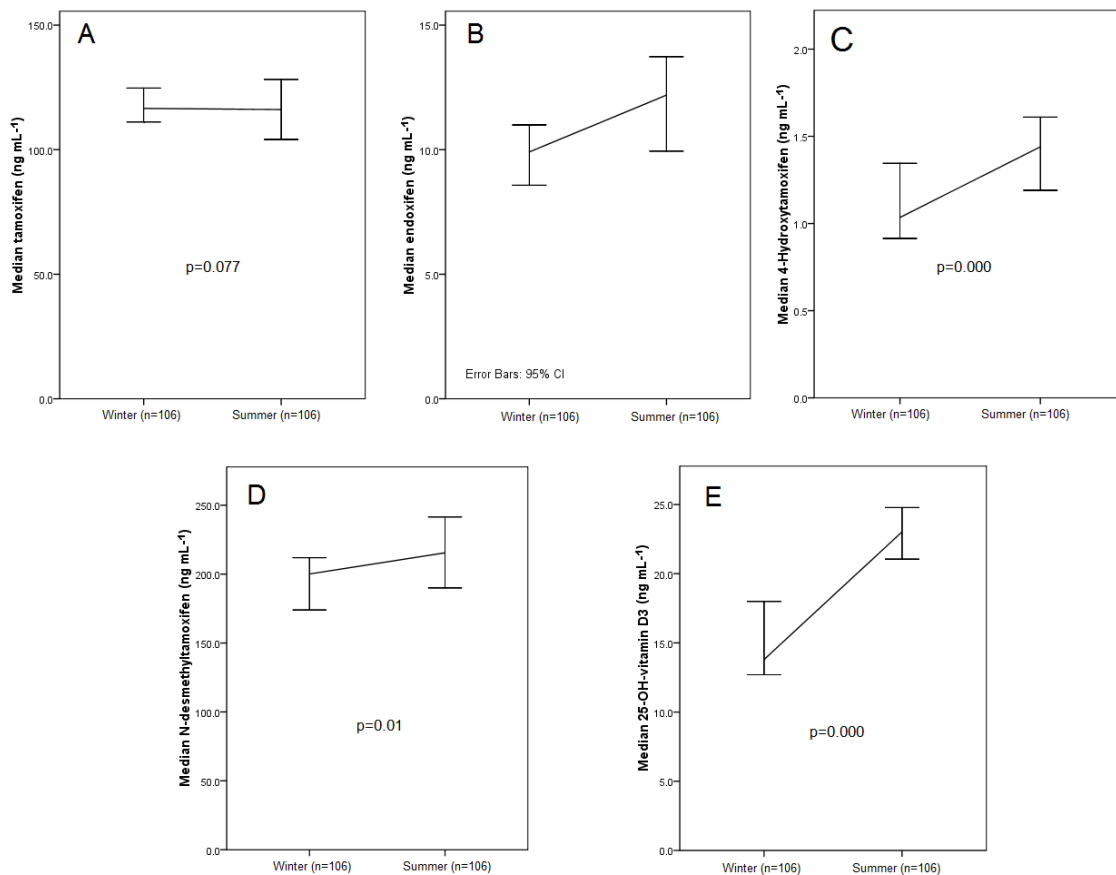 A
Median tamoxifen (ng mL⁻¹)
150.0
100.0
50.0
0.0
p=0.077
Winter (n=106)
Summer (n=106)
B
Median endoxifen (ng mL⁻¹)
15.0
10.0
5.0
0.0
Error Bars: 95% CI
Winter (n=106)
Summer (n=106)
C
Median 4-Hydroxytamoxifen (ng mL⁻¹)
2.0
1.5
1.0
0.5
0.0
p=0.000
Winter (n=106)
Summer (n=106)
D
Median N-desmethyltamoxifen (ng mL⁻¹)
250.0
200.0
150.0
100.0
50.0
0.0
p=0.01
Winter (n=106)
Summer (n=106)
E
Median 25-OH-vitamin D3 (ng mL⁻¹)
25.0
20.0
15.0
10.0
5.0
0.0
p=0.000
Winter (n=106)
Summer (n=106)